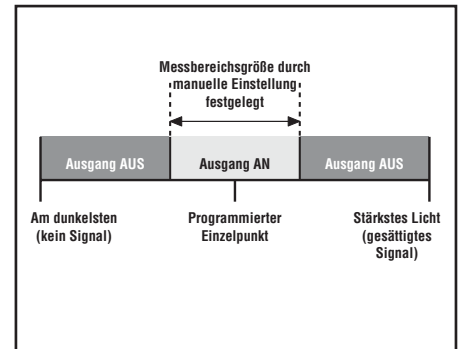 Messbereichsgröße durch
manuelle Einstellung
festgelegt
Ausgang AUS
Ausgang AN
Ausgang AUS
Am dunkelsten
(kein Signal)
Programmierter
Einzelpunkt
Stärkstes Licht
(gesättigtes
Signal)